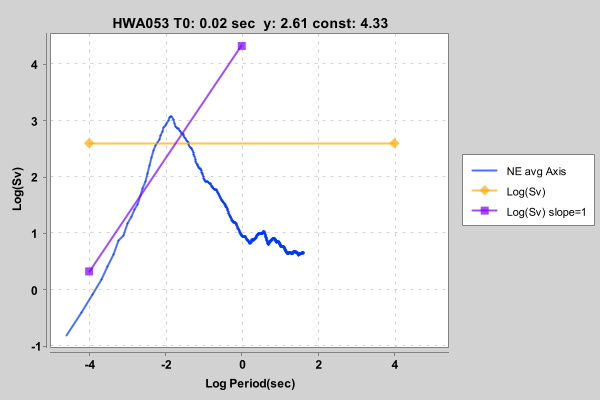 HWA053 T0: 0.02 sec  y: 2.61 const: 4.33
Log(Sv)
4
3
2
1
0
-1
-4
-2
0
2
4
Log Period(sec)
NE avg Axis
Log(Sv)
Log(Sv) slope=1